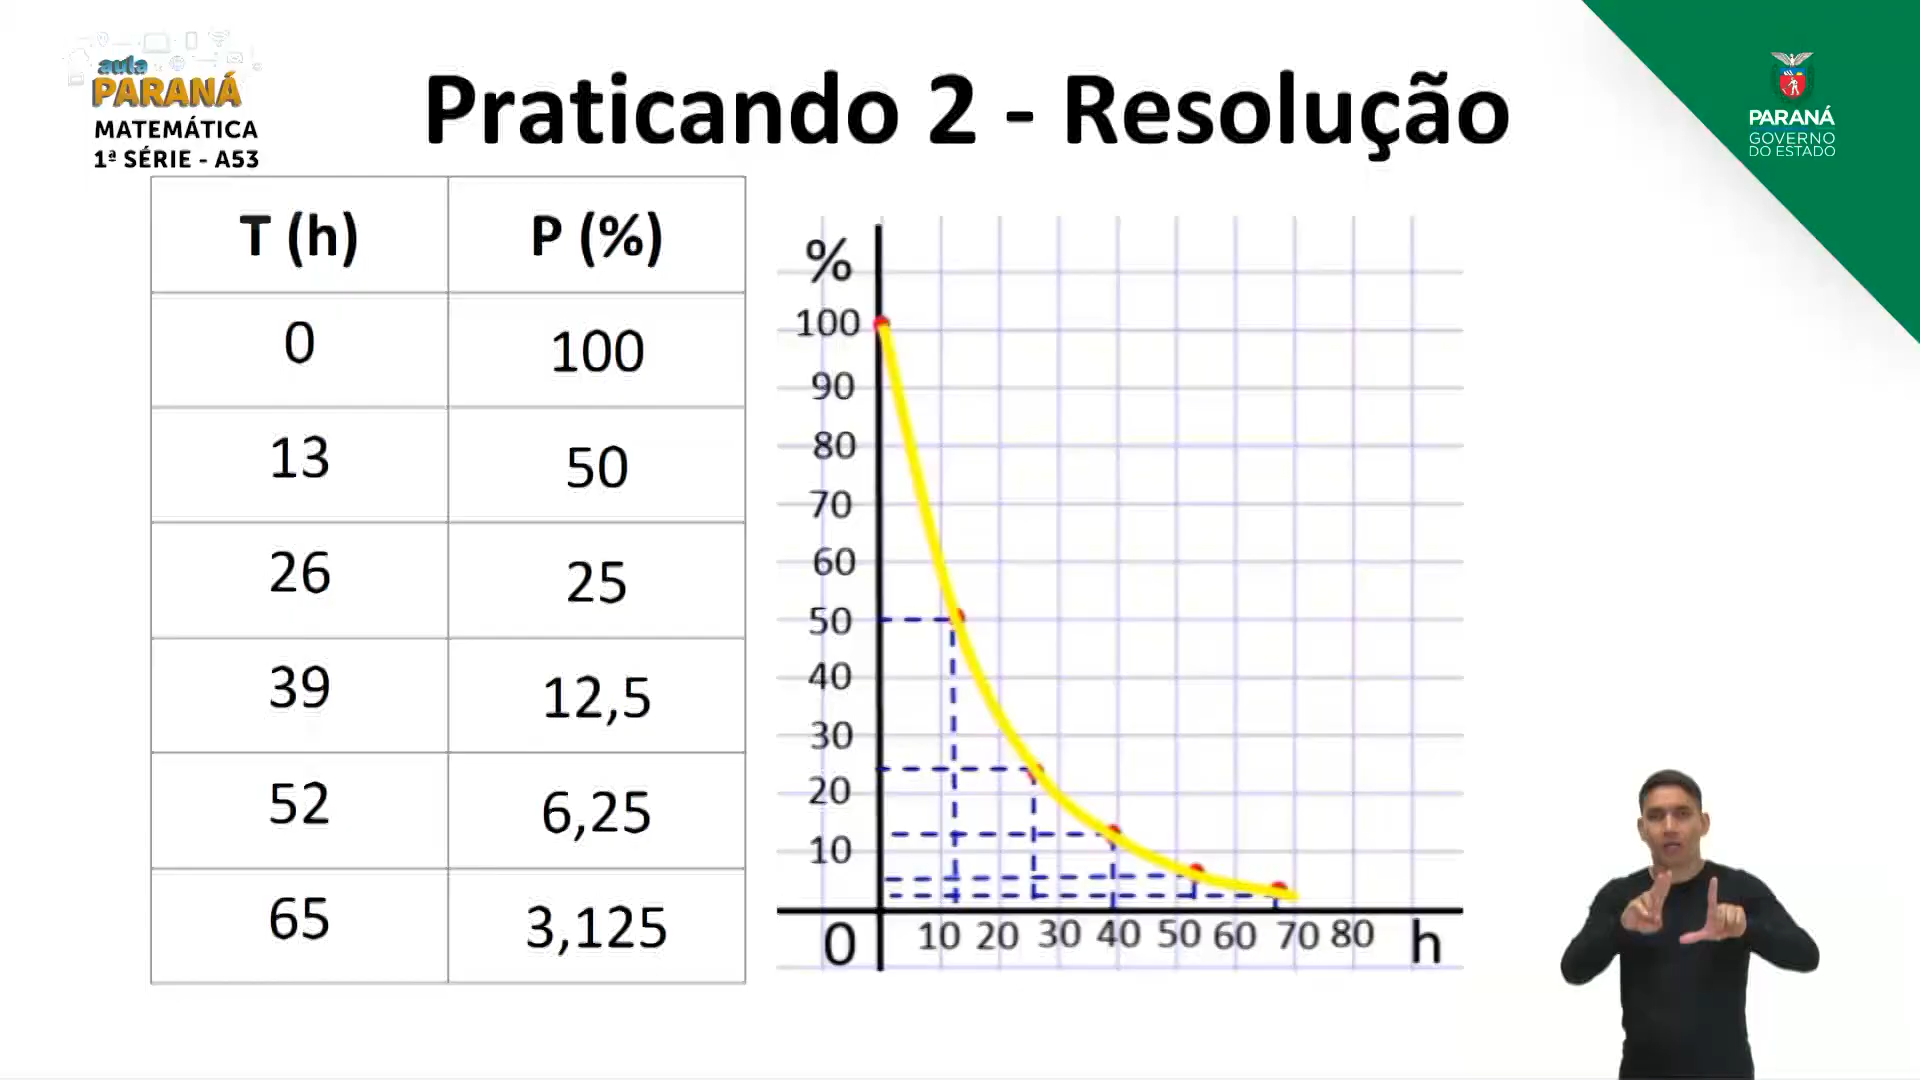 aula
PARANÁ
MATEMÁTICA
1ª SÉRIE - A53
Praticando 2 - Resolução
PARANÁ
GOVERNO
DO ESTADO
T (h) P (%)
0 100
13 50
26 25
39 12,5
52 6,25
65 3,125
%
100
90
80
70
60
50
40
30
20
10
0 10 20 30 40 50 60 70 80 h